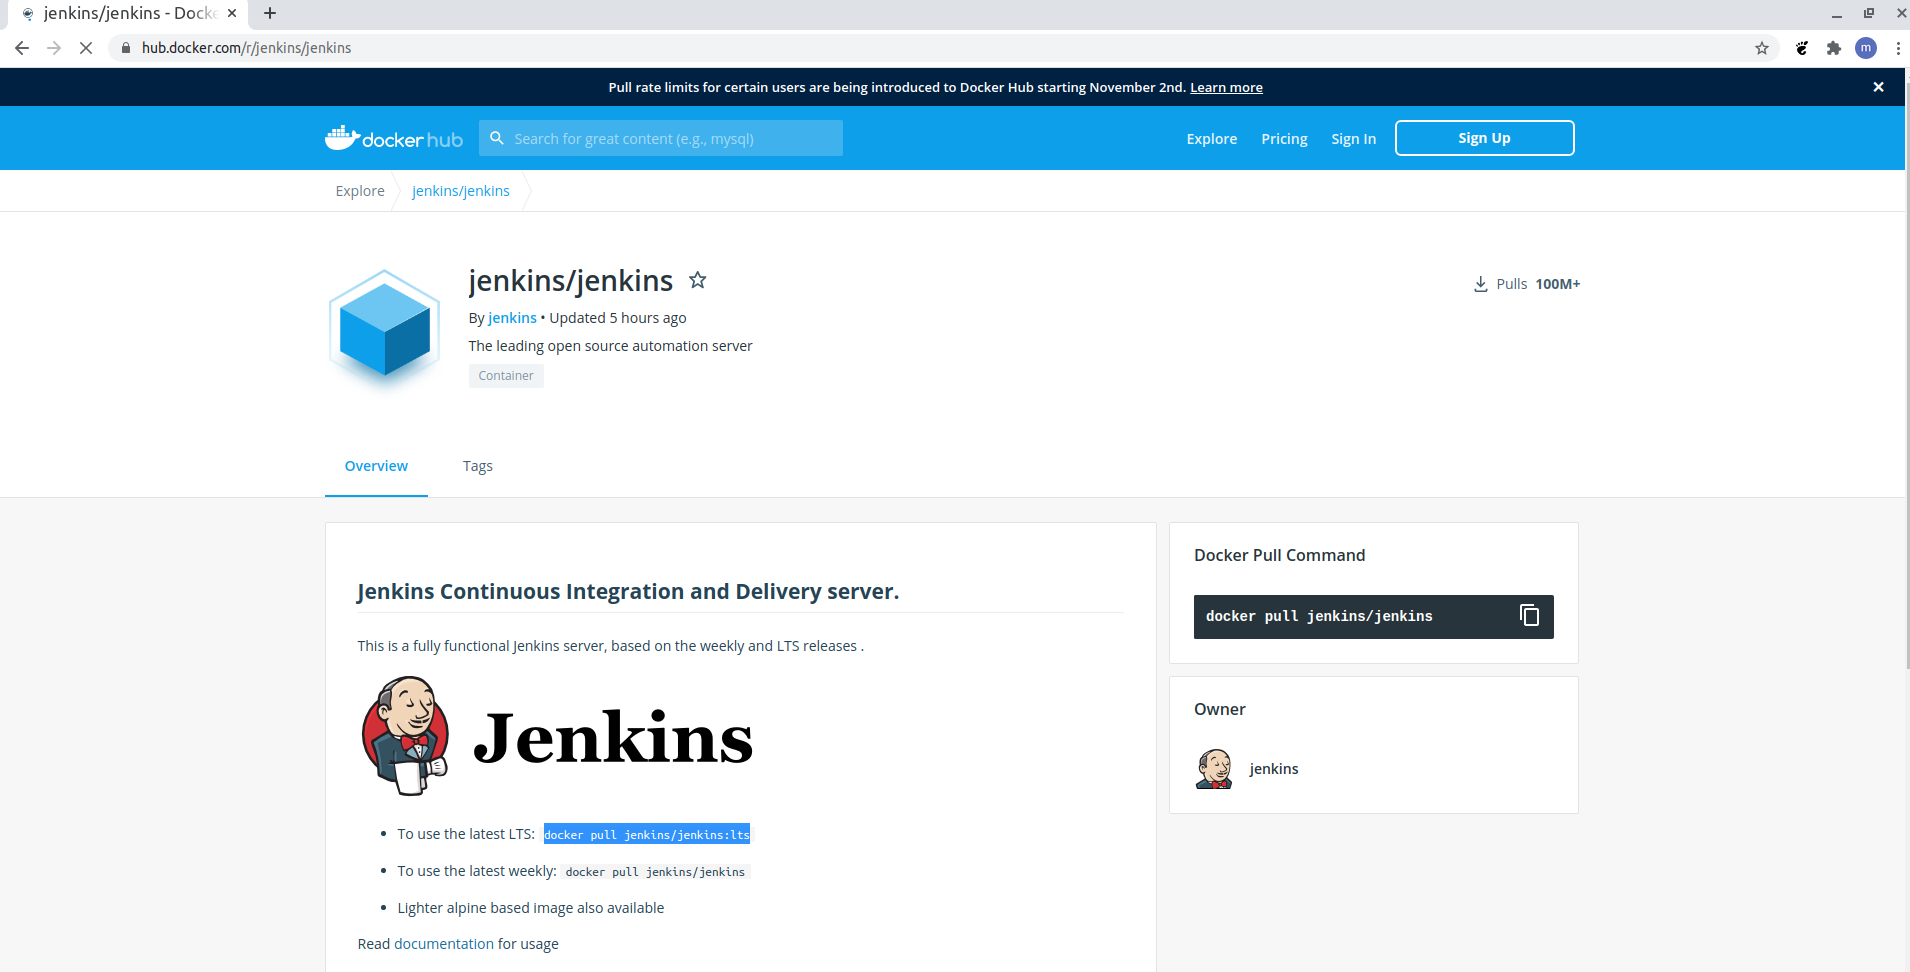 jenkins/jenkins - Docke
hub.docker.com/r/jenkins/jenkins
m
Pull rate limits for certain users are being introduced to Docker Hub starting November 2nd. Learn more
docker hub
Search for great content (e.g., mysql)
Explore
Pricing
Sign In
Sign Up
Explore
jenkins/jenkins
jenkins/jenkins
Pulls 100M+
By jenkins • Updated 5 hours ago
The leading open source automation server
Container
Overview
Tags
Jenkins Continuous Integration and Delivery server.
This is a fully functional Jenkins server, based on the weekly and LTS releases .
Jenkins
• To use the latest LTS: docker pull jenkins/jenkins:lts
• To use the latest weekly: docker pull jenkins/jenkins
• Lighter alpine based image also available
Read documentation for usage
Docker Pull Command
docker pull jenkins/jenkins
Owner
jenkins